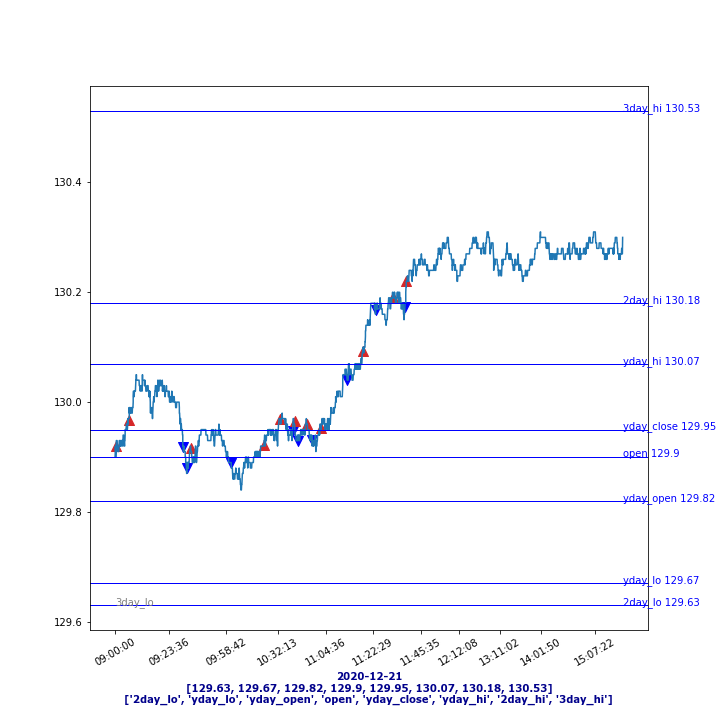 3day_hi 130.53
130.4
130.2
2day_hi 130.18
yday_hi 130.07
130.0
yday_close 129.95
open 129.9
129.8
yday_open 129.82
yday_lo 129.67
3day_lo
2day_lo 129.63
129.6
09:00:00 09:23:36 09:58:42 10:32:13 11:04:36 11:22:29 11:45:35 12:12:08 13:11:02 14:01:50 15:07:22
2020-12-21
[129.63, 129.67, 129.82, 129.9, 129.95, 130.07, 130.18, 130.53]
['2day_lo', 'yday_lo', 'yday_open', 'open', 'yday_close', 'yday_hi', '2day_hi', '3day_hi']